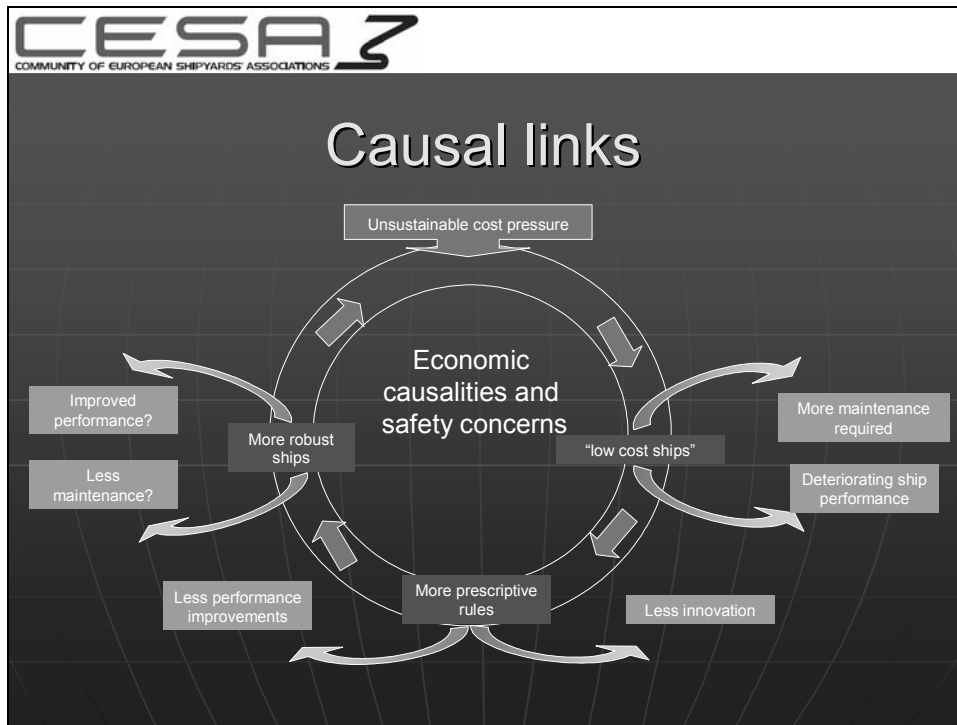 CESA
COMMUNITY OF EUROPEAN SHIPYARDS' ASSOCIATIONS
Causal links
Unsustainable cost pressure
Economic
causalities and
safety concerns
Improved
performance?
More robust
ships
Less
maintenance?
"low cost ships"
More maintenance
required
Deteriorating ship
performance
Less performance
improvements
More prescriptive
rules
Less innovation